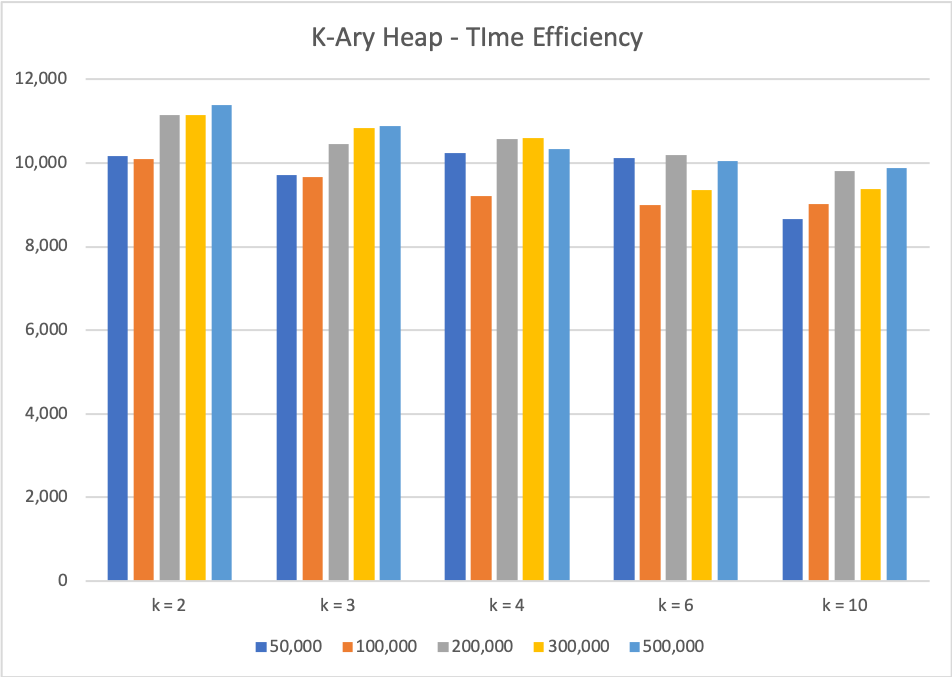 K-Ary Heap - TIme Efficiency
12,000
10,000
8,000
6,000
4,000
2,000
0
k = 2 k = 3 k = 4 k = 6 k = 10
50,000 100,000 200,000 300,000 500,000